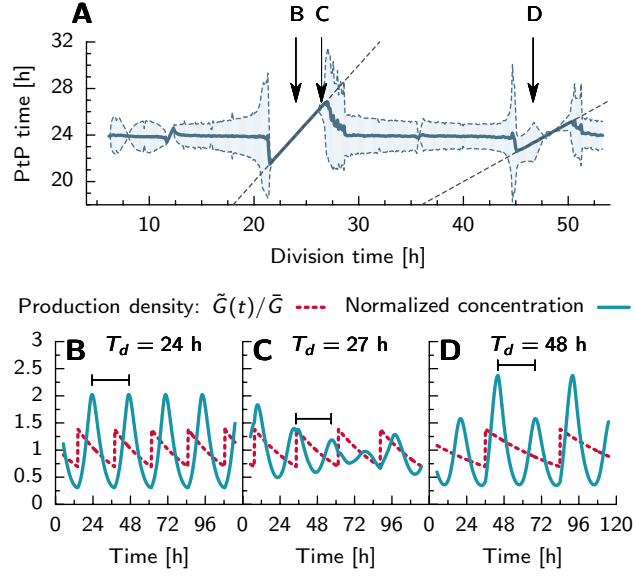 A
B
C
D
PtP time [h]
32
28
24
20
10
20
30
40
50
Division time [h]
Production density: G̃(t)/Ḡ
Normalized concentration
B
T_d = 24 h
C
T_d = 27 h
D
T_d = 48 h
3
2.5
2
1.5
1
0.5
0
0 24 48 72 96
0 24 48 72 96
0 24 48 72 96 120
Time [h]
Time [h]
Time [h]